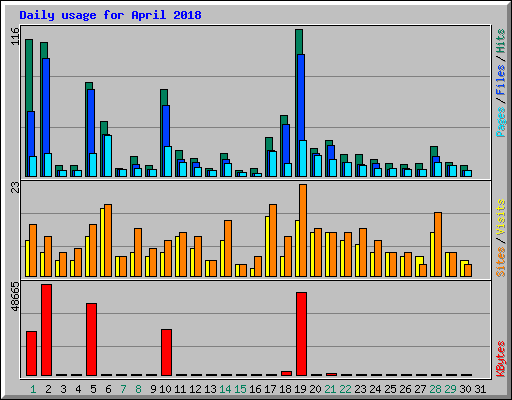 Daily usage for April 2018
116
Pages / Files / Hits
23
Sites / Visits
48665
KBytes
1 2 3 4 5 6 7 8 9 10 11 12 13 14 15 16 17 18 19 20 21 22 23 24 25 26 27 28 29 30 31